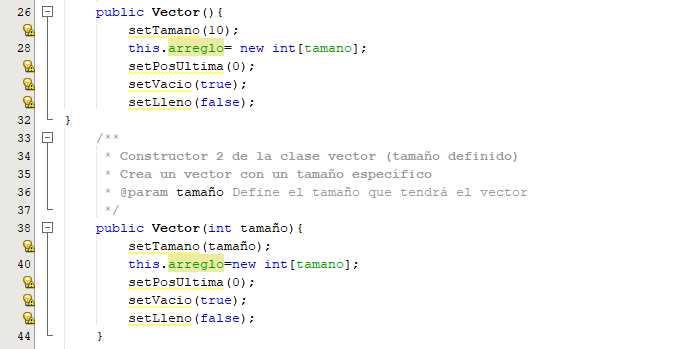 26 public Vector(){
setTamano(10);
28 this.arreglo= new int[tamano];
setPosUltima(0);
setVacio(true);
setLleno(false);
32 }
33 /**
34 * Constructor 2 de la clase vector (tamaño definido)
35 * Crea un vector con un tamaño específico
36 * @param tamaño Define el tamaño que tendrá el vector
37 */
38 public Vector(int tamaño){
setTamano(tamaño);
40 this.arreglo=new int[tamano];
setPosUltima(0);
setVacio(true);
setLleno(false);
44 }